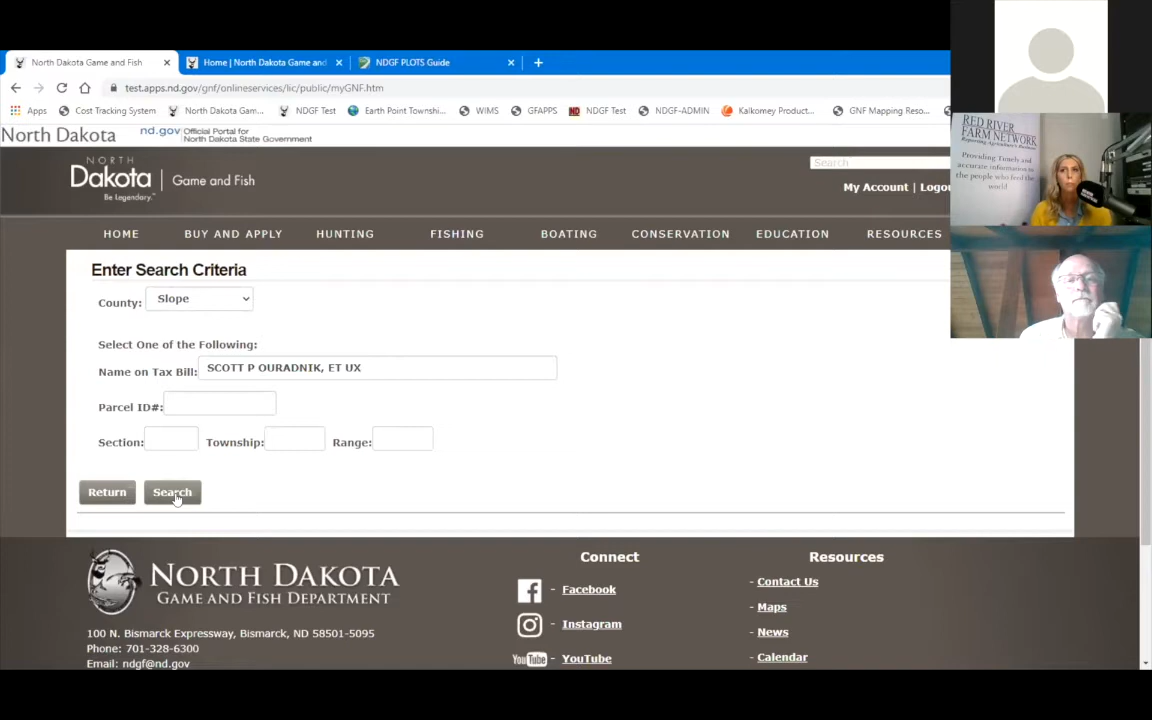 North Dakota Game and Fish
Home | North Dakota Game and
NDGF PLOTS Guide
test.apps.nd.gov/gnf/onlineservices/lic/public/myGNF.htm
Apps
Cost Tracking System
North Dakota Gam...
NDGF Test
Earth Point Townshi...
WIMS
GFAPPS
NDGF Test
NDGF-ADMIN
Kalkomey Product...
GNF Mapping Reso...
North Dakota
nd.gov
Official Portal for
North Dakota State Government
NORTH
Dakota
Be Legendary.™
Game and Fish
Search
My Account | Logou
HOME
BUY AND APPLY
HUNTING
FISHING
BOATING
CONSERVATION
EDUCATION
RESOURCES
Enter Search Criteria
County: Slope
Select One of the Following:
Name on Tax Bill: SCOTT P OURADNIK, ET UX
Parcel ID#:
Section: Township: Range:
Return Search
NORTH DAKOTA
GAME AND FISH DEPARTMENT
100 N. Bismarck Expressway, Bismarck, ND 58501-5095
Phone: 701-328-6300
Email: ndgf@nd.gov
Connect
- Facebook
- Instagram
YouTube - YouTube
Resources
- Contact Us
- Maps
- News
- Calendar
RED RIVER
FARM NETWORK
Reporting Agriculture's Business
Providing Timely and
accurate information to
the people who feed the
world